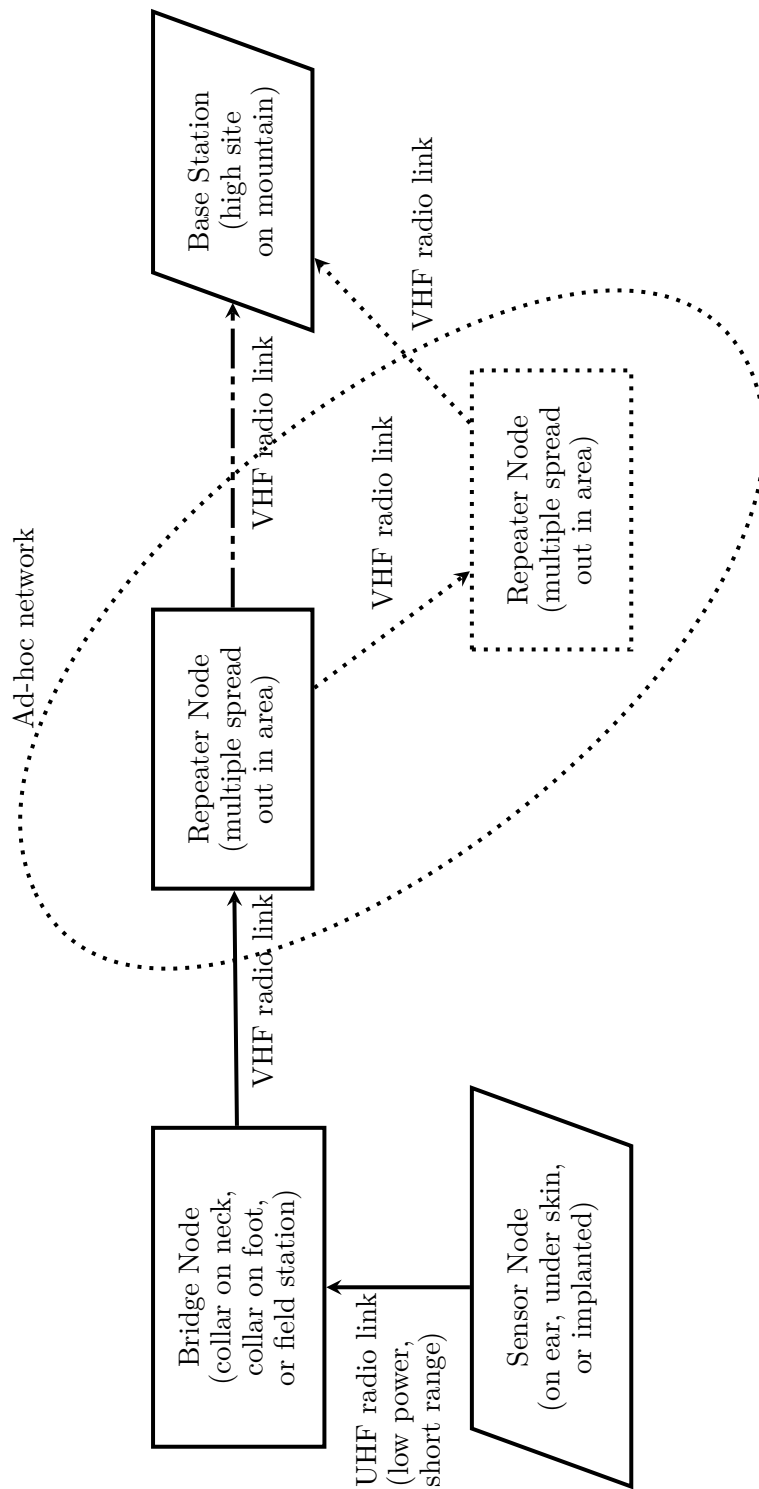 Ad-hoc network
Bridge Node
(collar on neck,
collar on foot,
or field station)
VHF radio link
Repeater Node
(multiple spread
out in area)
VHF radio link
Base Station
(high site
on mountain)
UHF radio link
(low power,
short range)
VHF radio link
VHF radio link
Sensor Node
(on ear, under skin,
or implanted)
Repeater Node
(multiple spread
out in area)